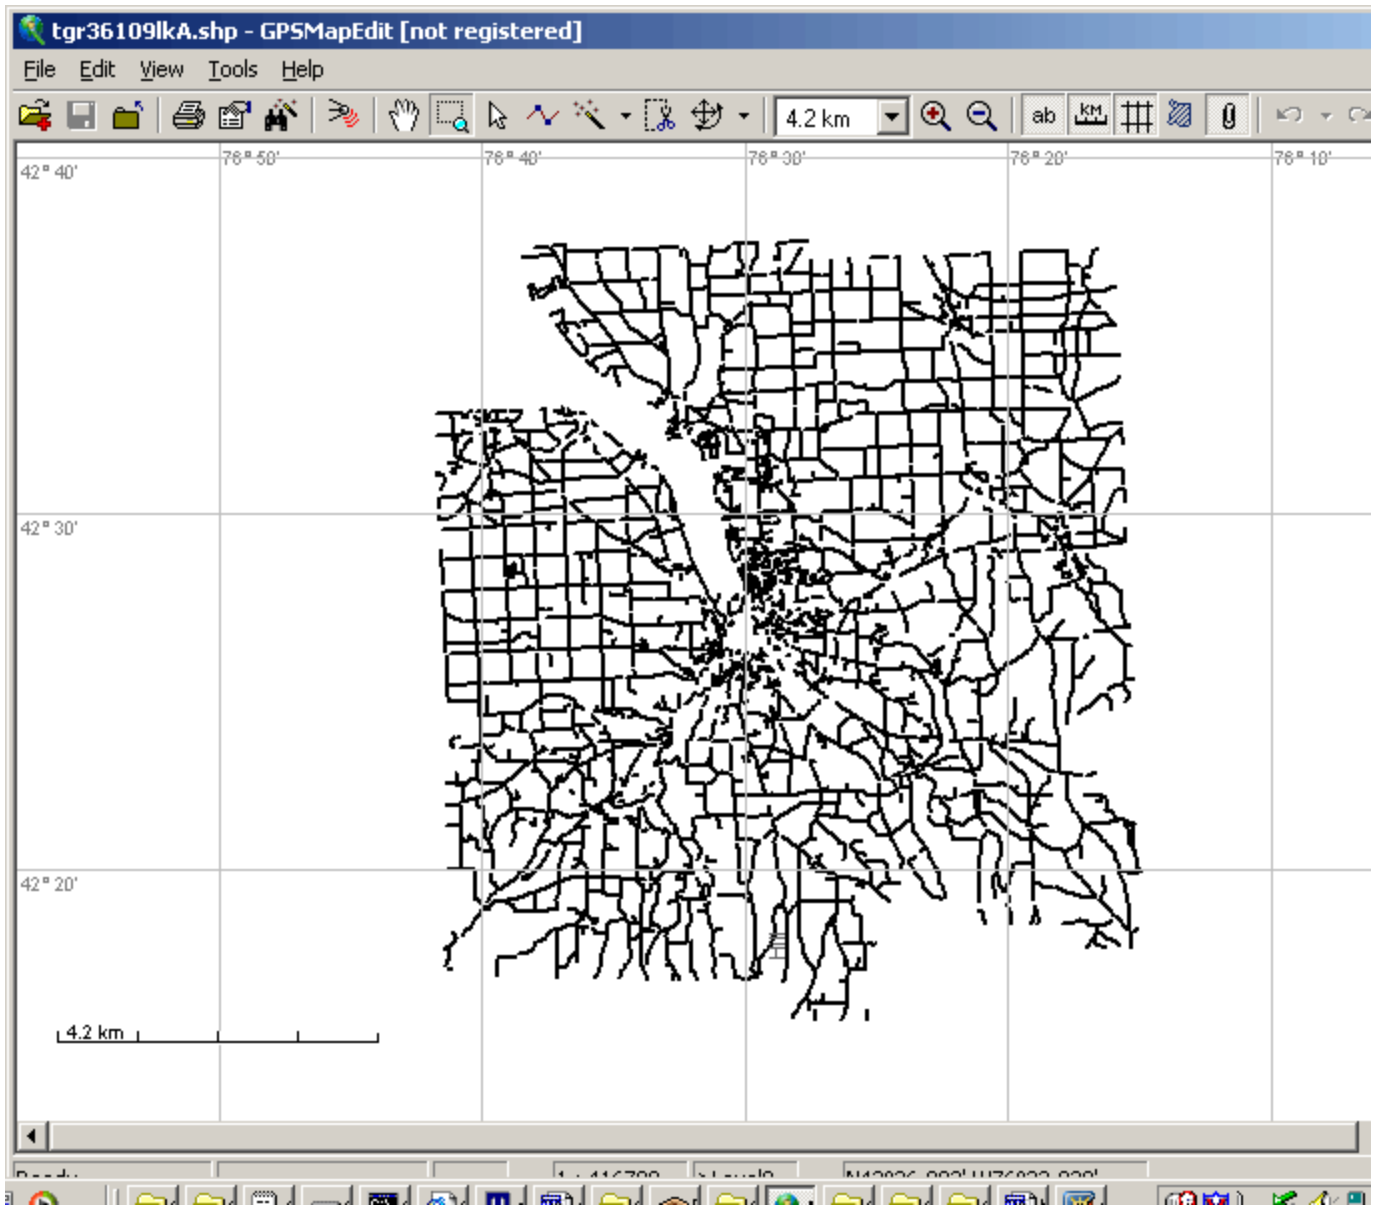 tgr36109lkA.shp - GPSMapEdit [not registered]
File Edit View Tools Help
4.2 km ab KM
76° 50' 76° 40' 76° 30' 76° 20' 76° 10'
42° 40'
42° 30'
42° 20'
4.2 km